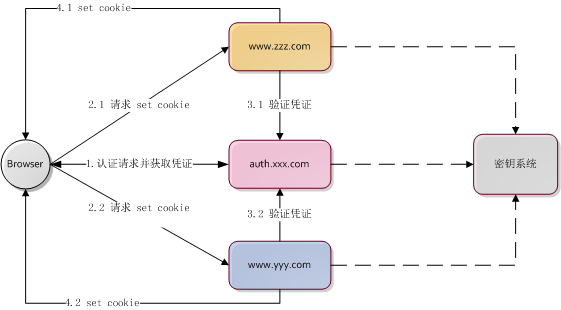 4.1 set cookie
www.zzz.com
2.1 请求 set cookie
3.1 验证凭证
Browser
1.认证请求并获取凭证
auth.xxx.com
密钥系统
2.2 请求 set cookie
3.2 验证凭证
www.yyy.com
4.2 set cookie